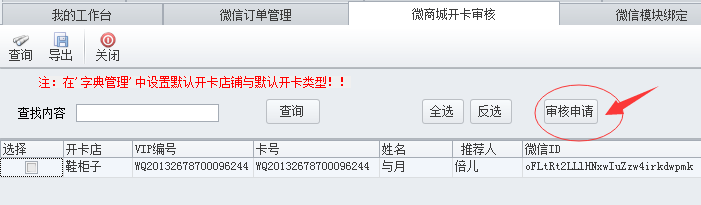 我的工作台 微信订单管理 微商城开卡审核 微信模块绑定
查询 导出 关闭
注：在'字典管理'中设置默认开卡店铺与默认开卡类型！！
查找内容 查询 全选 反选 审核申请
选择 开卡店 VIP编号 卡号 姓名 推荐人 微信ID
鞋柜子 WQ20132678700096244 WQ20132678700096244 与月 倍儿 oFLtRt2LLlHNxwIuZzw4irkdwpmk